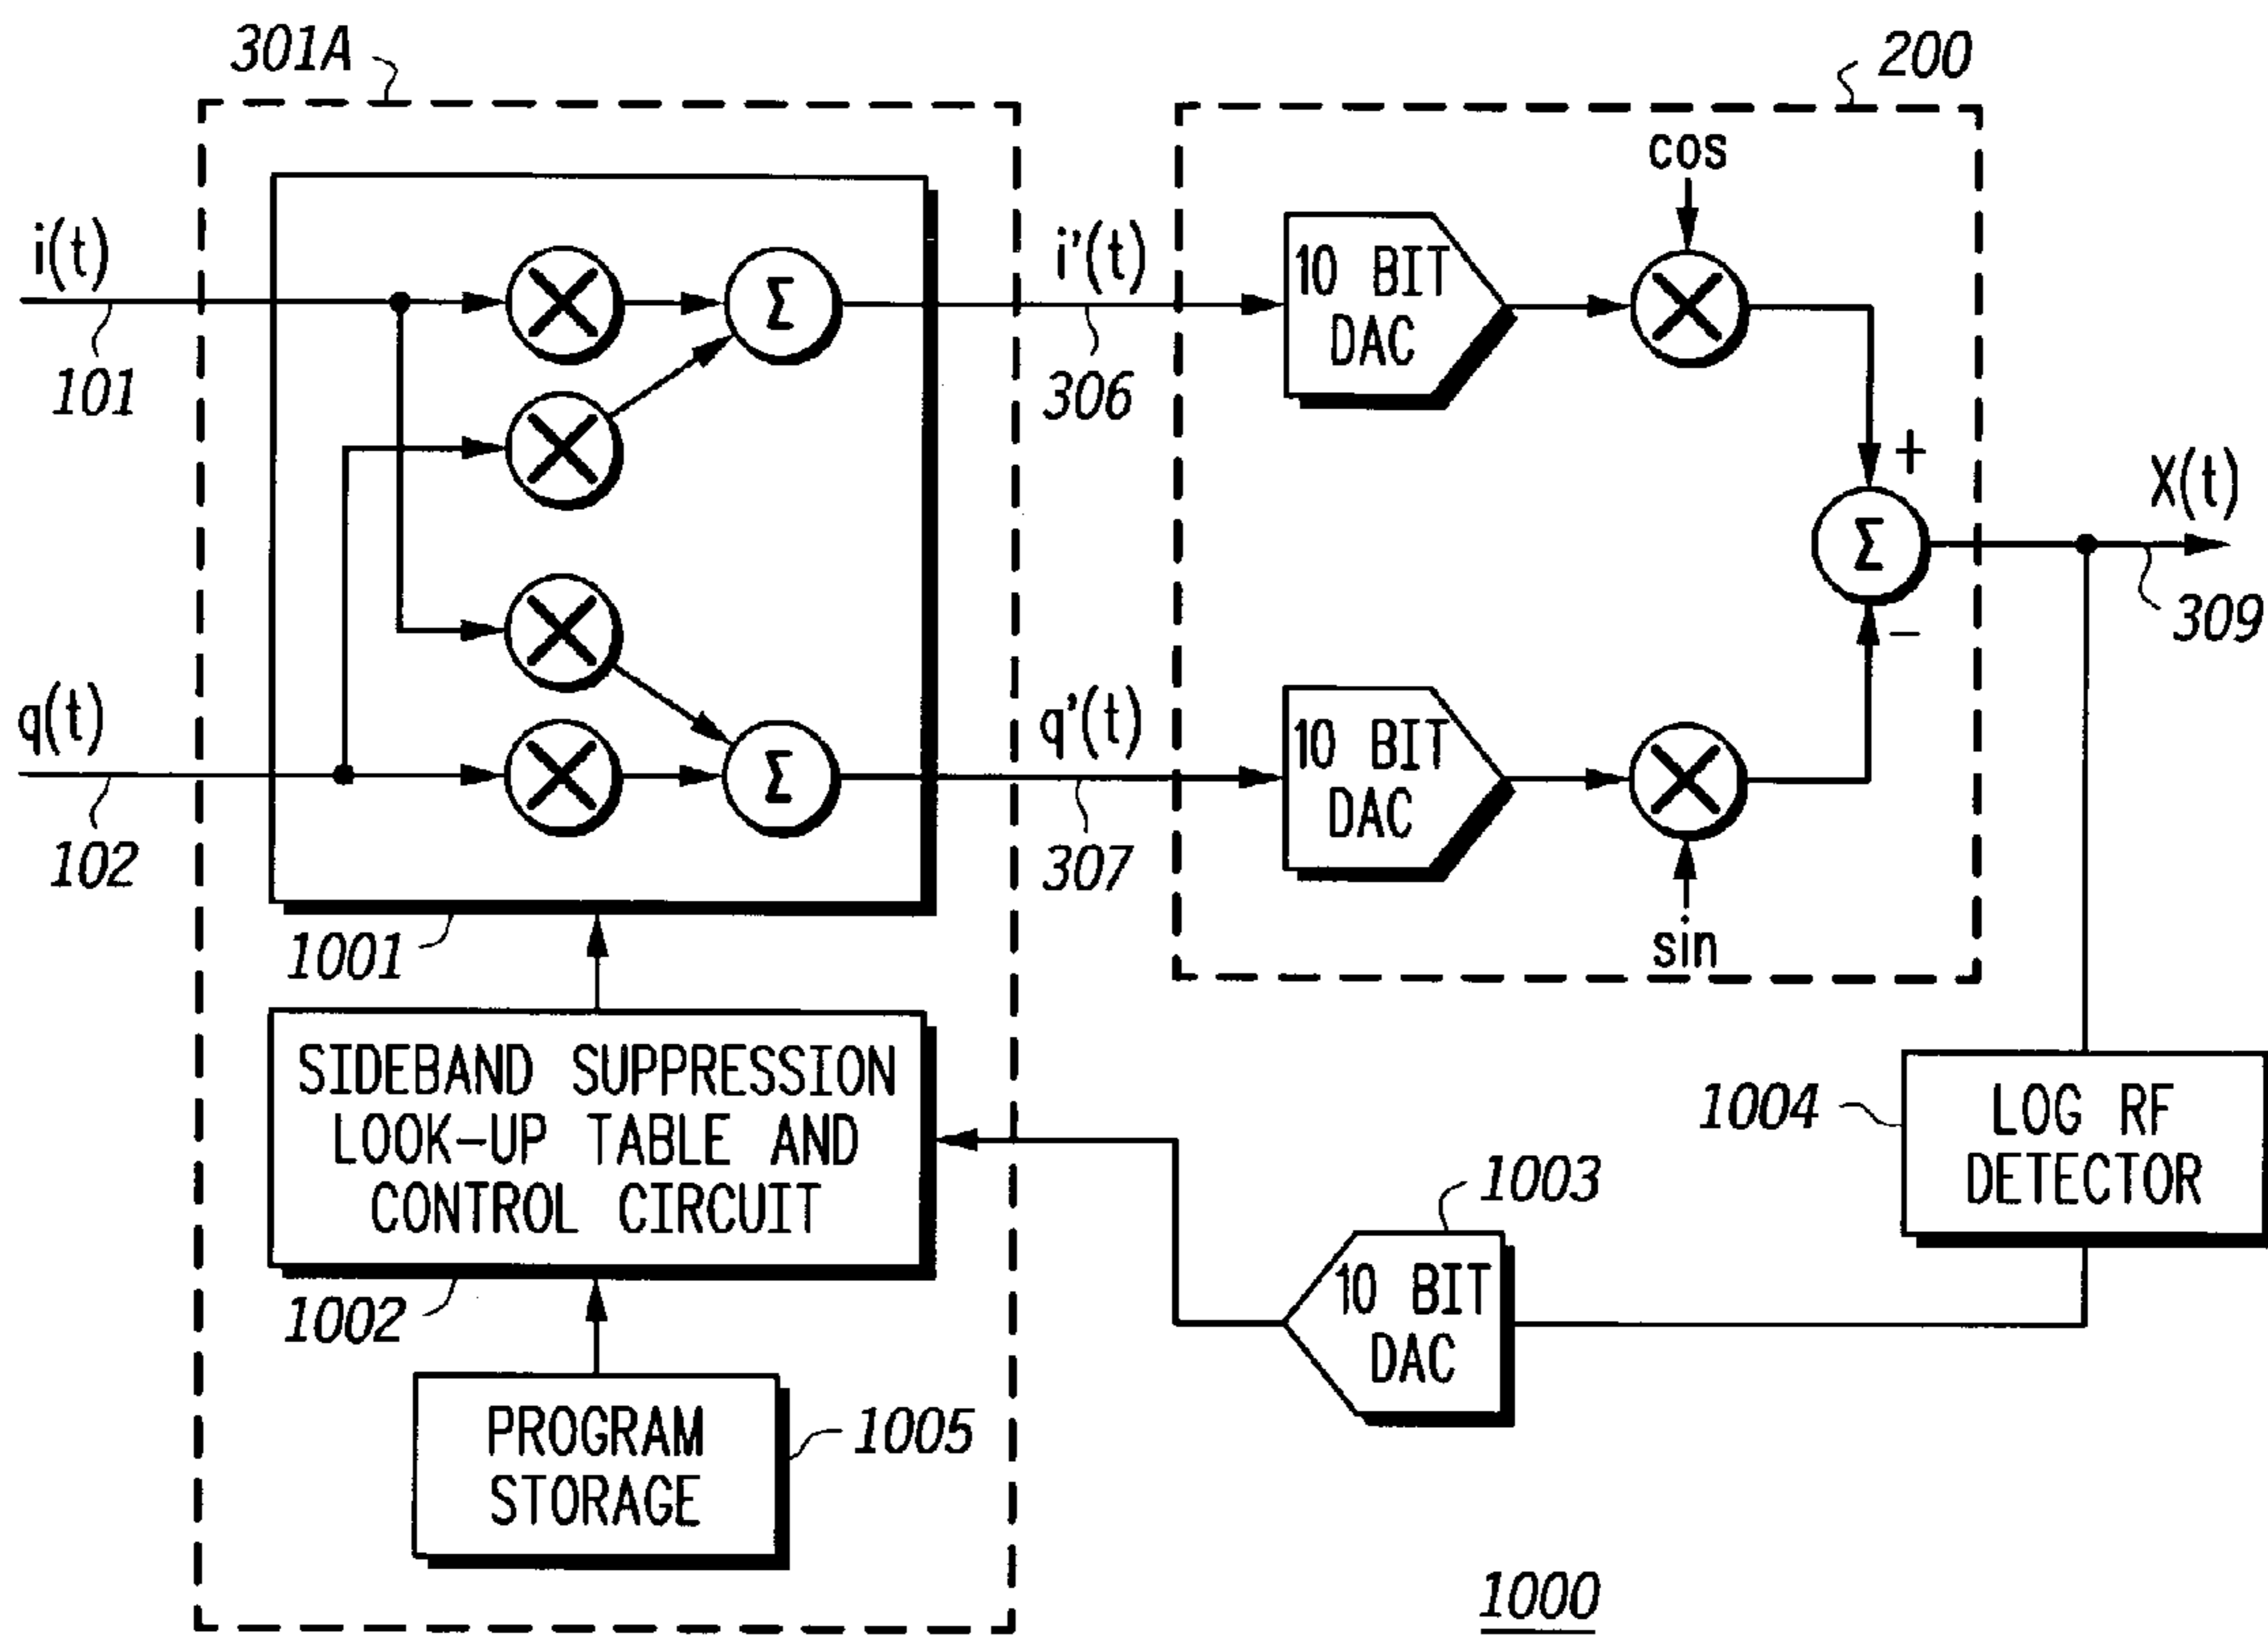 301A
200
cos
i(t)
i'(t)
10 BIT
DAC
Σ
101
306
+
X(t)
Σ
309
−
q(t)
q'(t)
10 BIT
DAC
Σ
102
307
sin
1001
SIDEBAND SUPPRESSION
LOOK-UP TABLE AND
CONTROL CIRCUIT
1004
LOG RF
DETECTOR
1003
1002
10 BIT
DAC
PROGRAM
STORAGE
1005
1000